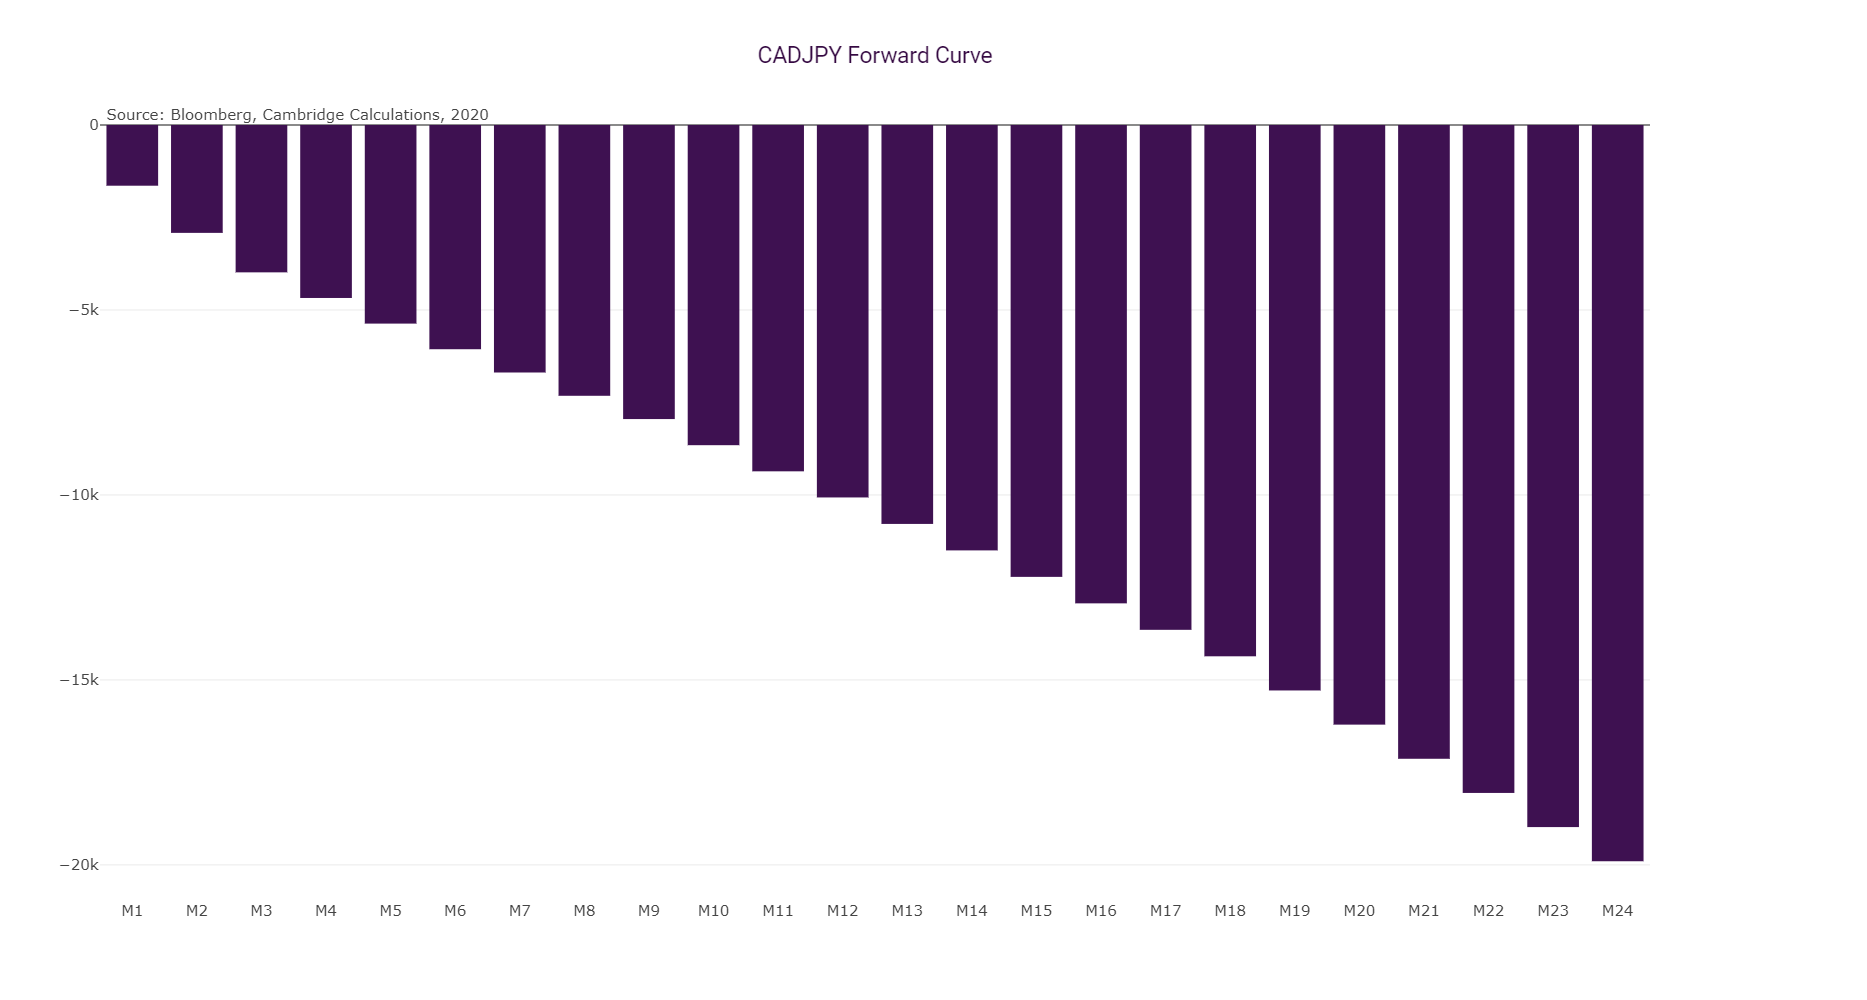 CADJPY Forward Curve
Source: Bloomberg, Cambridge Calculations, 2020
0
−5k
−10k
−15k
−20k
M1 M2 M3 M4 M5 M6 M7 M8 M9 M10 M11 M12 M13 M14 M15 M16 M17 M18 M19 M20 M21 M22 M23 M24